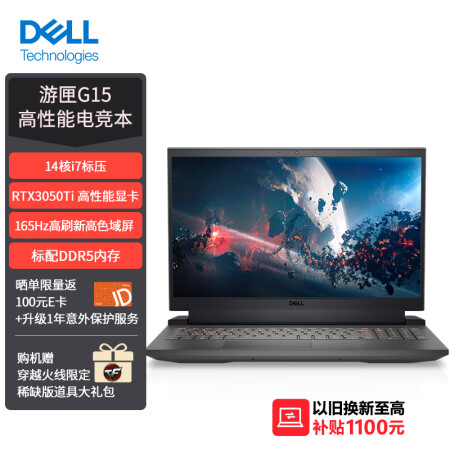 DELL
Technologies
游匣G15
高性能电竞本
14核i7标压
RTX3050Ti 高性能显卡
165Hz高刷新高色域屏
标配DDR5内存
晒单限量返
100元E卡
+升级1年意外保护服务
ID
购机赠
穿越火线限定
稀缺版道具大礼包
CF
DELL
以旧换新至高
补贴1100元